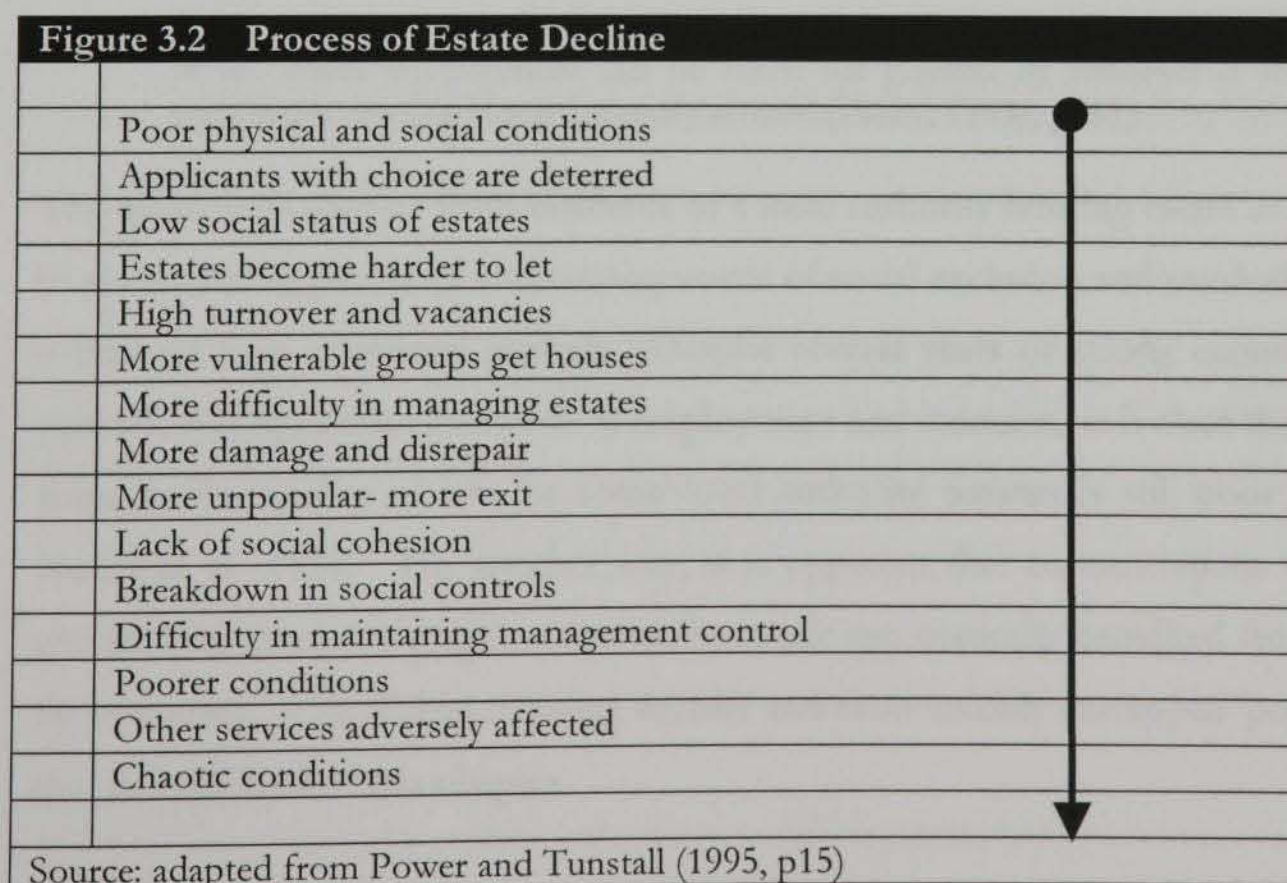 Figure 3.2 Process of Estate Decline
Poor physical and social conditions
Applicants with choice are deterred
Low social status of estates
Estates become harder to let
High turnover and vacancies
More vulnerable groups get houses
More difficulty in managing estates
More damage and disrepair
More unpopular- more exit
Lack of social cohesion
Breakdown in social controls
Difficulty in maintaining management control
Poorer conditions
Other services adversely affected
Chaotic conditions
Source: adapted from Power and Tunstall (1995, p15)